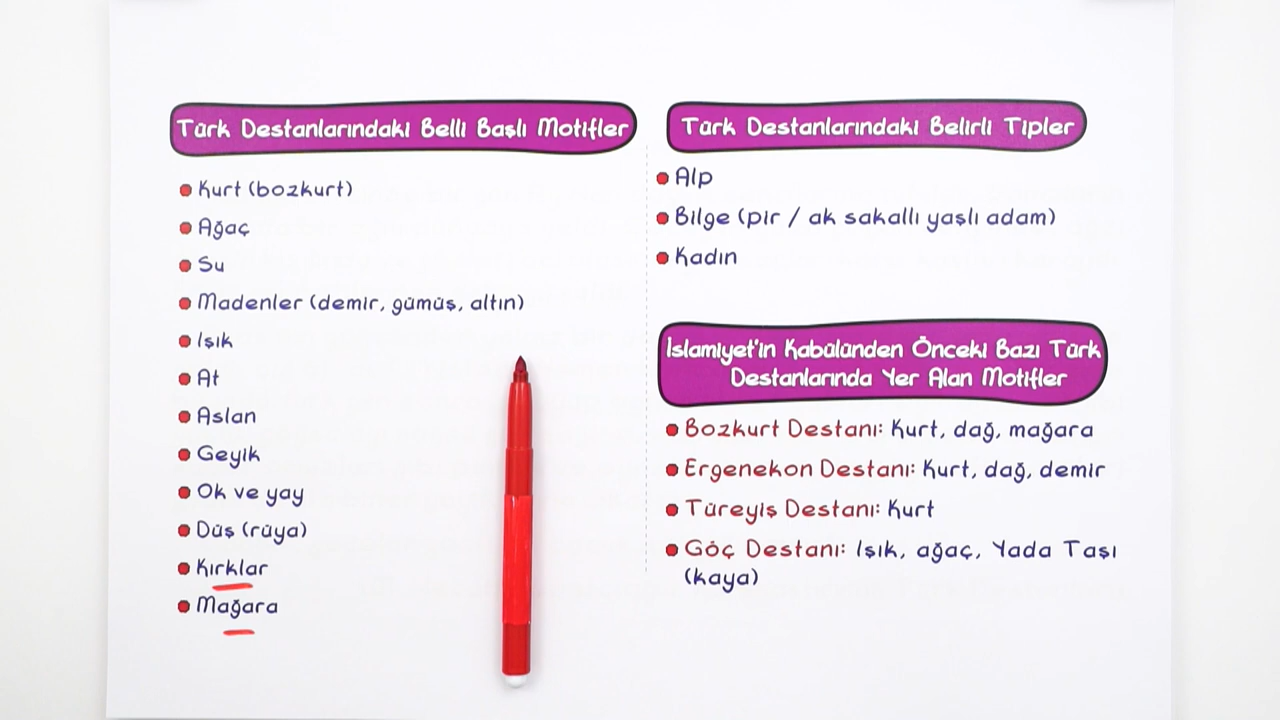 Türk Destanlarındaki Belli Başlı Motifler
Kurt (bozkurt)
Ağaç
Su
Madenler (demir, gümüş, altın)
Işık
At
Aslan
Geyik
Ok ve yay
Düş (rüya)
Kırklar
Mağara
Türk Destanlarındaki Belirli Tipler
Alp
Bilge (pir / ak sakallı yaşlı adam)
Kadın
İslamiyet'in Kabülünden Önceki Bazı Türk
Destanlarında Yer Alan Motifler
Bozkurt Destanı: Kurt, dağ, mağara
Ergenekon Destanı: Kurt, dağ, demir
Türeyiş Destanı: Kurt
Göç Destanı: Işık, ağaç, Yada Taşı
(kaya)